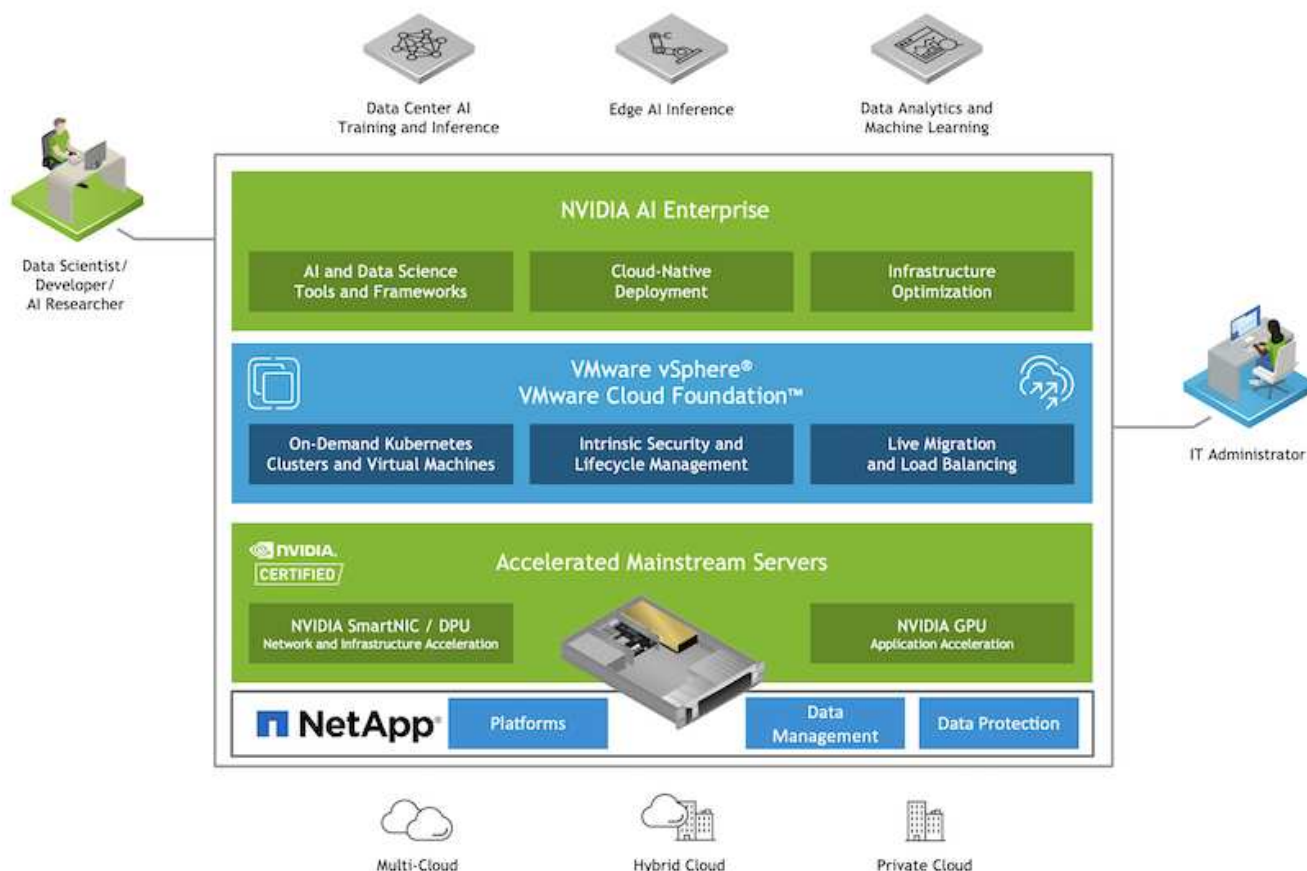 Data Center AI
Training and Inference
Edge AI Inference
Data Analytics and
Machine Learning
Data Scientist/
Developer/
AI Researcher
NVIDIA AI Enterprise
AI and Data Science
Tools and Frameworks
Cloud-Native
Deployment
Infrastructure
Optimization
VMware vSphere®
VMware Cloud Foundation™
On-Demand Kubernetes
Clusters and Virtual Machines
Intrinsic Security and
Lifecycle Management
Live Migration
and Load Balancing
IT Administrator
NVIDIA.
CERTIFIED
Accelerated Mainstream Servers
NVIDIA SmartNIC / DPU
Network and Infrastructure Acceleration
NVIDIA GPU
Application Acceleration
NetApp®
Platforms
Data
Management
Data Protection
Multi-Cloud
Hybrid Cloud
Private Cloud